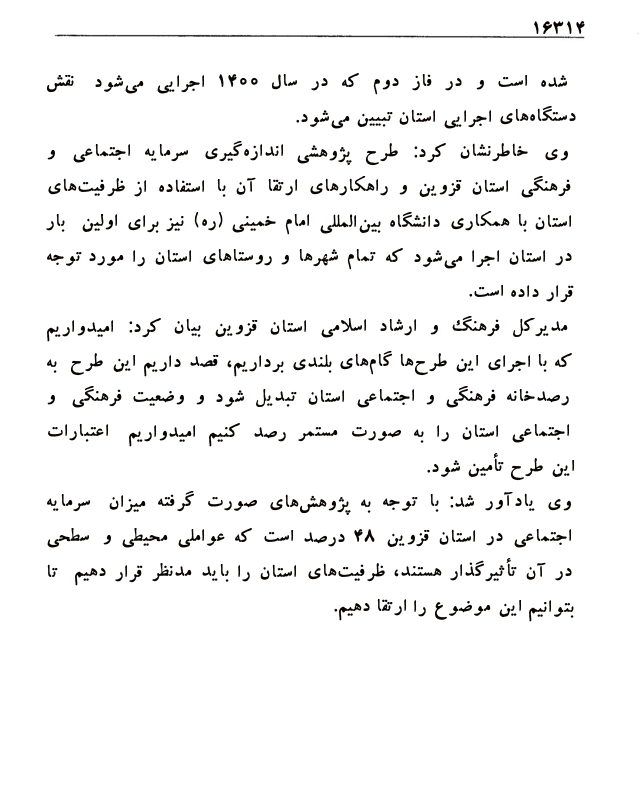 ۱۶۳۱۴
شده است و در فاز دوم که در سال ۱۴۰۰ اجرایی می‌شود نقش
دستگاه‌های اجرایی استان تبیین می‌شود.
وی خاطرنشان کرد: طرح پژوهشی اندازه‌گیری سرمایه اجتماعی و
فرهنگی استان قزوین و راهکارهای ارتقا آن با استفاده از ظرفیت‌های
استان با همکاری دانشگاه بین‌المللی امام خمینی (ره) نیز برای اولین بار
در استان اجرا می‌شود که تمام شهرها و روستاهای استان را مورد توجه
قرار داده است.
مدیرکل فرهنگ و ارشاد اسلامی استان قزوین بیان کرد: امیدواریم
که با اجرای این طرح‌ها گام‌های بلندی برداریم، قصد داریم این طرح به
رصدخانه فرهنگی و اجتماعی استان تبدیل شود و وضعیت فرهنگی و
اجتماعی استان را به صورت مستمر رصد کنیم امیدواریم اعتبارات
این طرح تأمین شود.
وی یادآور شد: با توجه به پژوهش‌های صورت گرفته میزان سرمایه
اجتماعی در استان قزوین ۴۸ درصد است که عواملی محیطی و سطحی
در آن تأثیرگذار هستند، ظرفیت‌های استان را باید مدنظر قرار دهیم تا
بتوانیم این موضوع را ارتقا دهیم.